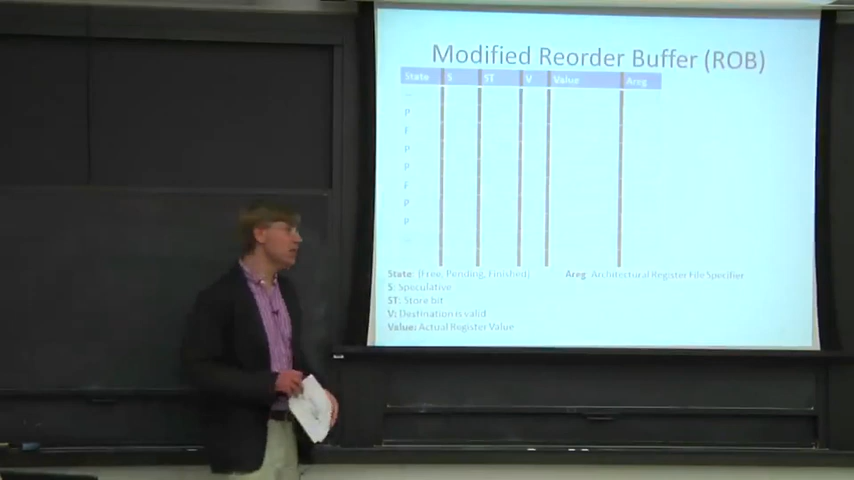 Modified Reorder Buffer (ROB)
State S ST V Value Areg
--
P
F
P
P
F
P
P
--
State: (Free, Pending, Finished)
Areg: Architectural Register File Specifier
S: Speculative
ST: Store bit
V: Destination is valid
Value: Actual Register Value